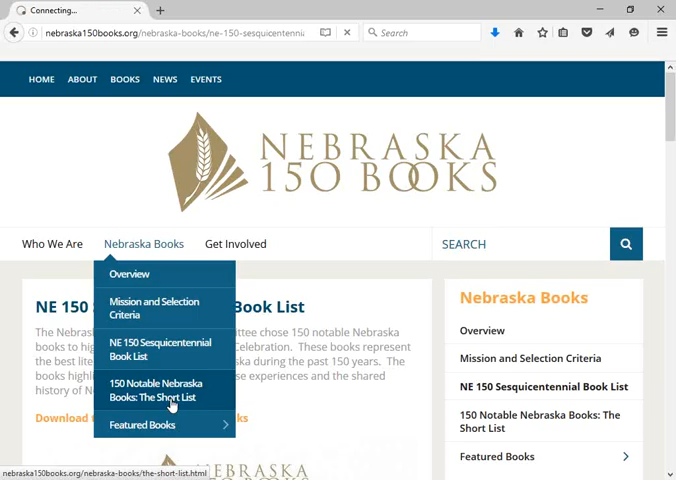 Connecting...
nebraska150books.org/nebraska-books/ne-150-sesquicentenni
Search
HOME ABOUT BOOKS NEWS EVENTS
NEBRASKA
150 BOOKS
Who We Are Nebraska Books Get Involved SEARCH
Overview
Mission and Selection
Criteria
NE 150 Sesquicentennial
Book List
150 Notable Nebraska
Books: The Short List
Featured Books
NE 150 Book List
The Nebras ttee chose 150 notable Nebraska
books to hig Celebration. These books represent
the best lite ska during the past 150 years. The
books highli se experiences and the shared
history of
Download t ks
Nebraska Books
Overview
Mission and Selection Criteria
NE 150 Sesquicentennial Book List
150 Notable Nebraska Books: The
Short List
Featured Books
NEBRASKA
nebraska150books.org/nebraska-books/the-short-list.html